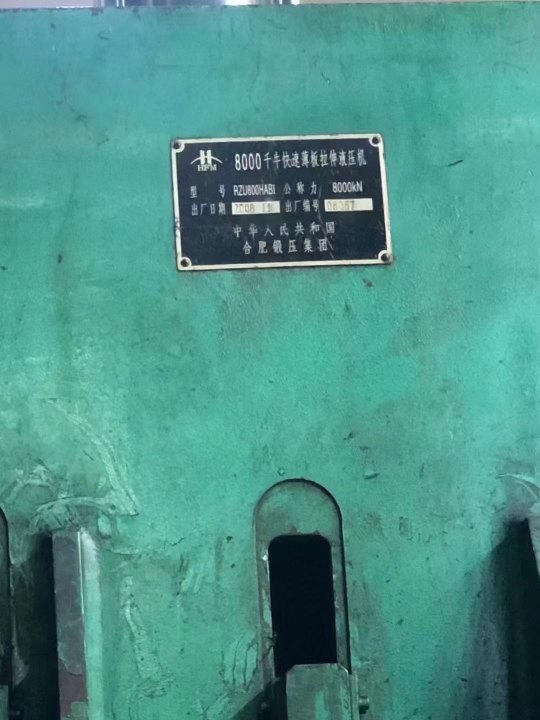 HFM 8000千牛快速薄板拉伸液压机
型 号 RZU800HABI 公称力 8000kN
出厂日期 2008 11 出厂编号
中华人民共和国
合肥锻压集团